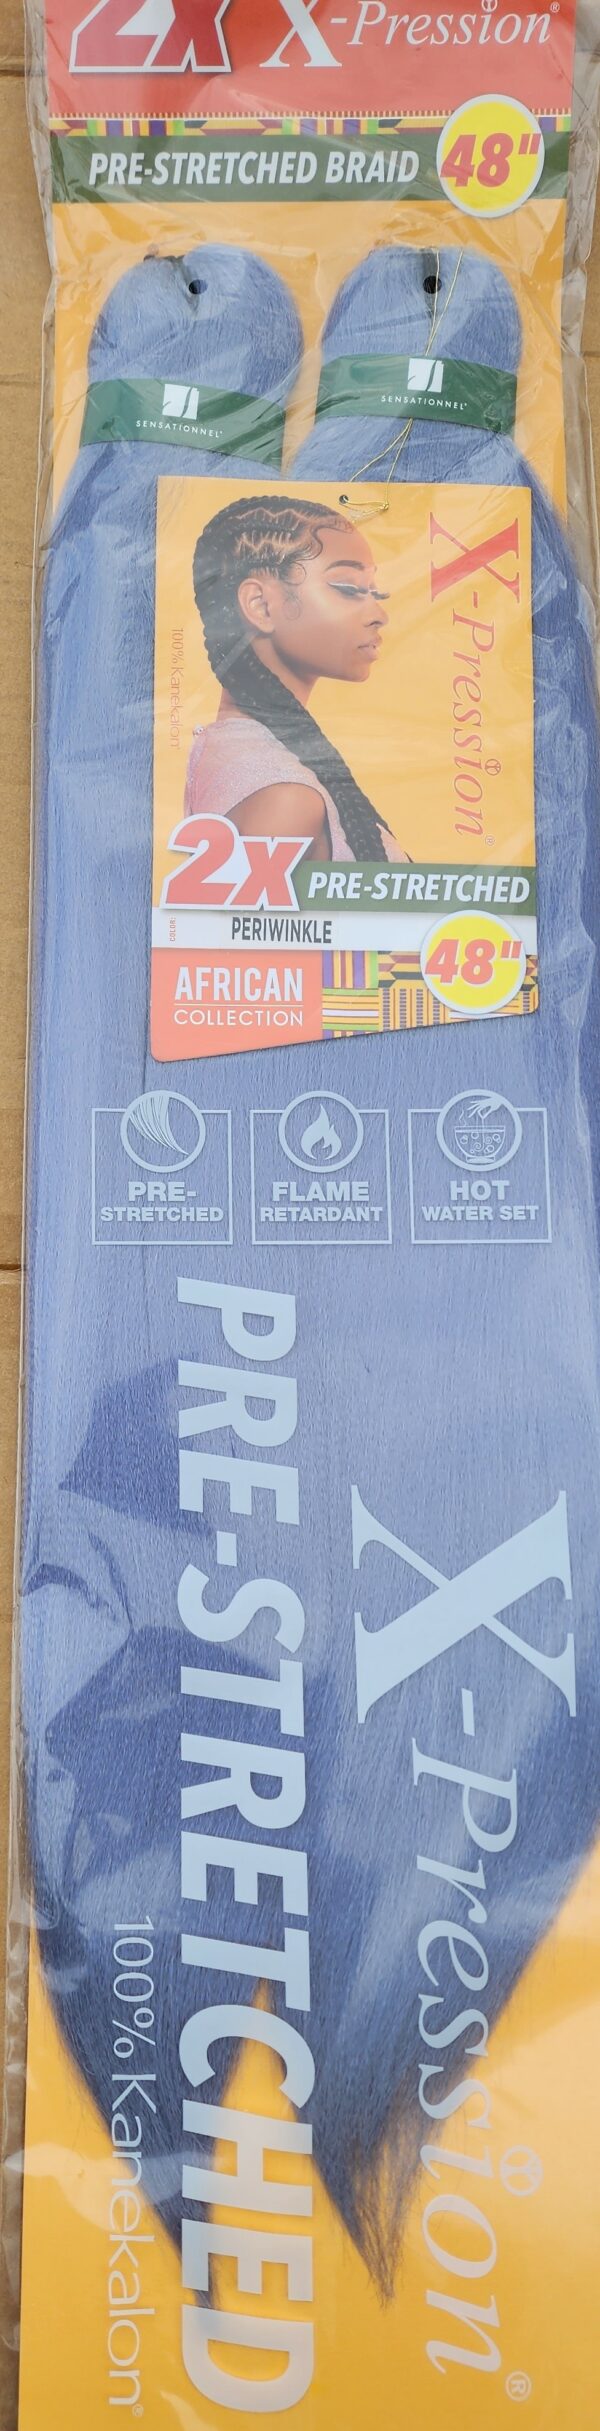 2X X-Pression®
PRE-STRETCHED BRAID 48"
SENSATIONNEL®
SENSATIONNEL®
X-Pression®
100% Kanekalon®
2X PRE-STRETCHED
COLOR: PERIWINKLE
48"
AFRICAN
COLLECTION
PRE-
STRETCHED
FLAME
RETARDANT
HOT
WATER SET
X-Pression®
PRE-STRETCHED
100% Kanekalon®